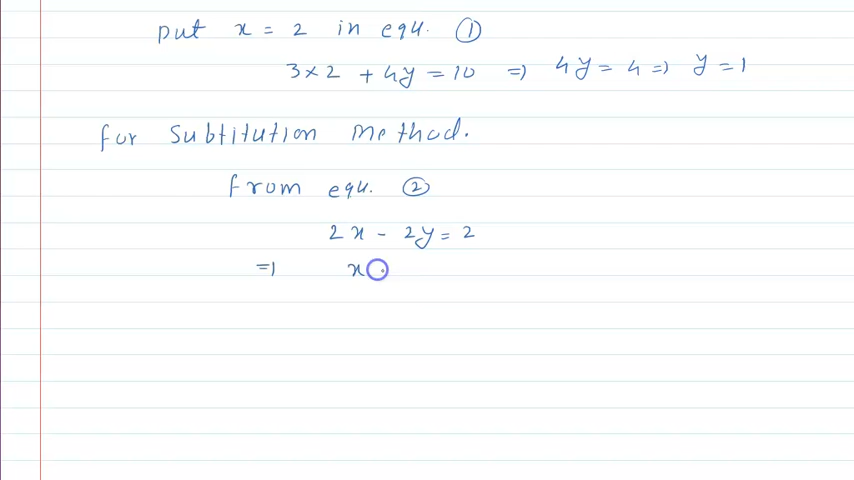 put x = 2 in equ. ①
3×2 + 4y = 10 ⇒ 4y = 4 ⇒ y = 1
for subtitution method.
from equ. ②
2x - 2y = 2
⇒ x